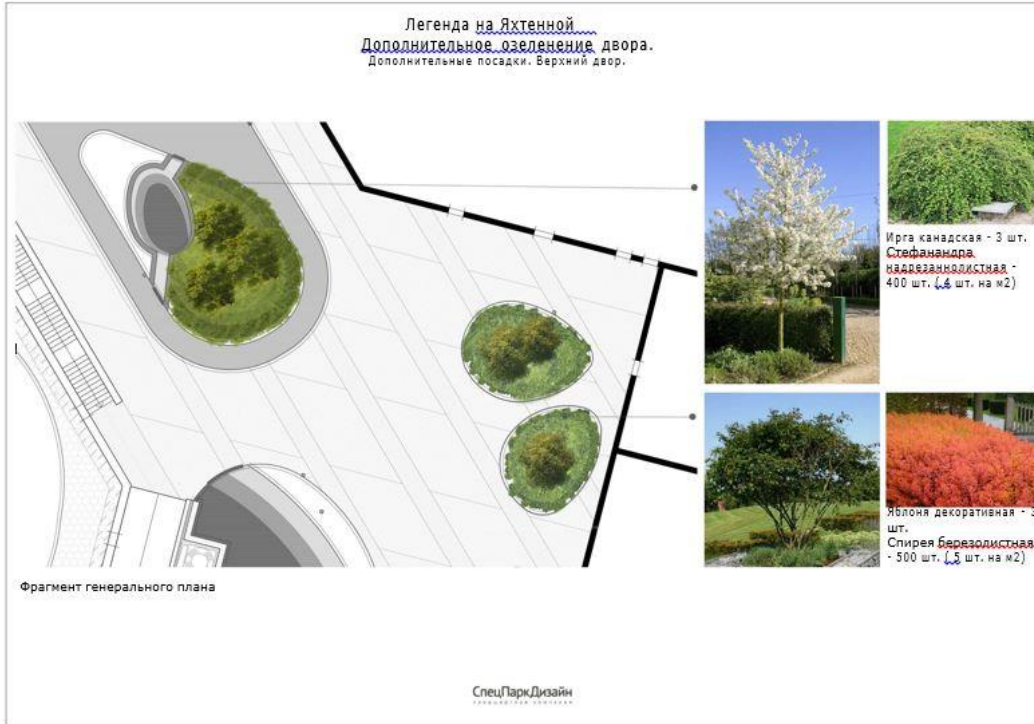 Легенда на Яхтенной
Дополнительное озеленение двора.
Дополнительные посадки. Верхний двор.
Ирга канадская - 3 шт.
Стефанандра
надрезаннолистная -
400 шт. ( 4 шт. на м2)
Яблоня декоративная - 3
шт.
Спирея березолистная
- 500 шт. ( 5 шт. на м2)
Фрагмент генерального плана
СпецПаркДизайн